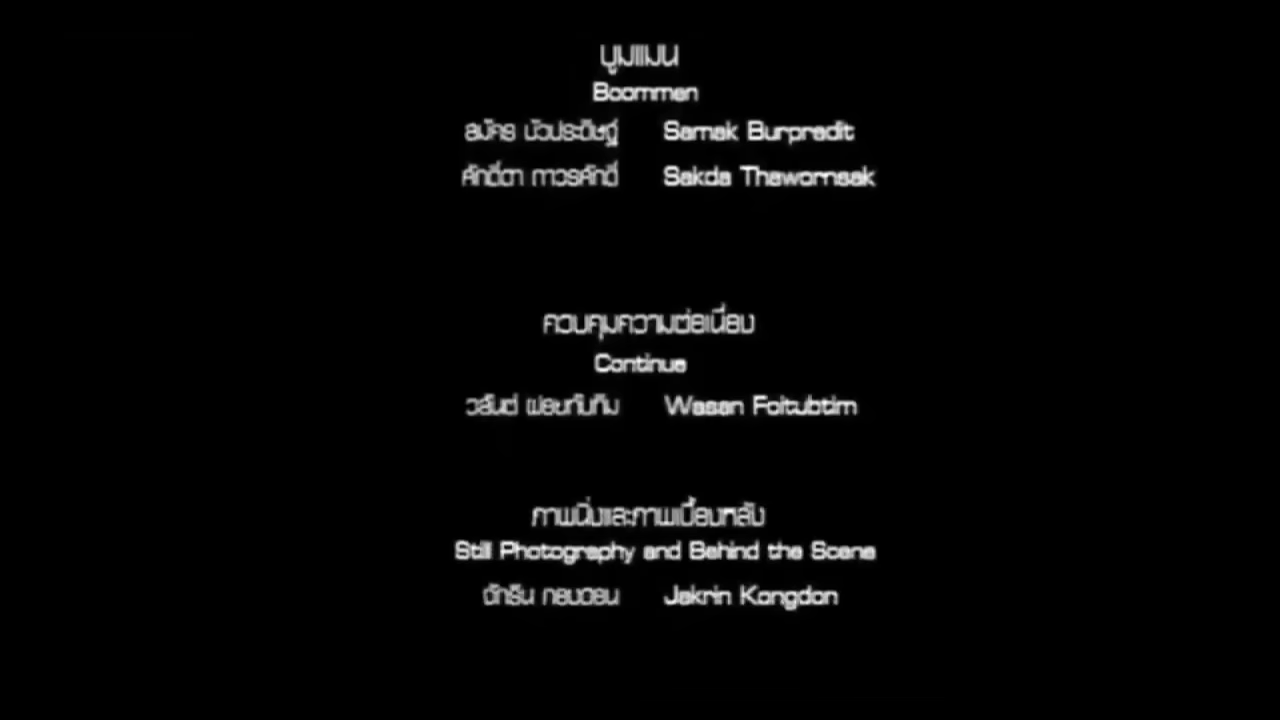 บูมแมน
Boomman
สมัคร บัวประดิษฐ์ Samak Burpradit
ศักดิ์ดา ถาวรศักดิ์ Sakda Thawornsak
ควบคุมความต่อเนื่อง
Continue
วสันต์ ฝอยทับทิม Wasan Foitubtim
ภาพนิ่งและภาพเบื้องหลัง
Still Photography and Behind the Scene
จักริน กองดอน Jakrin Kongdon